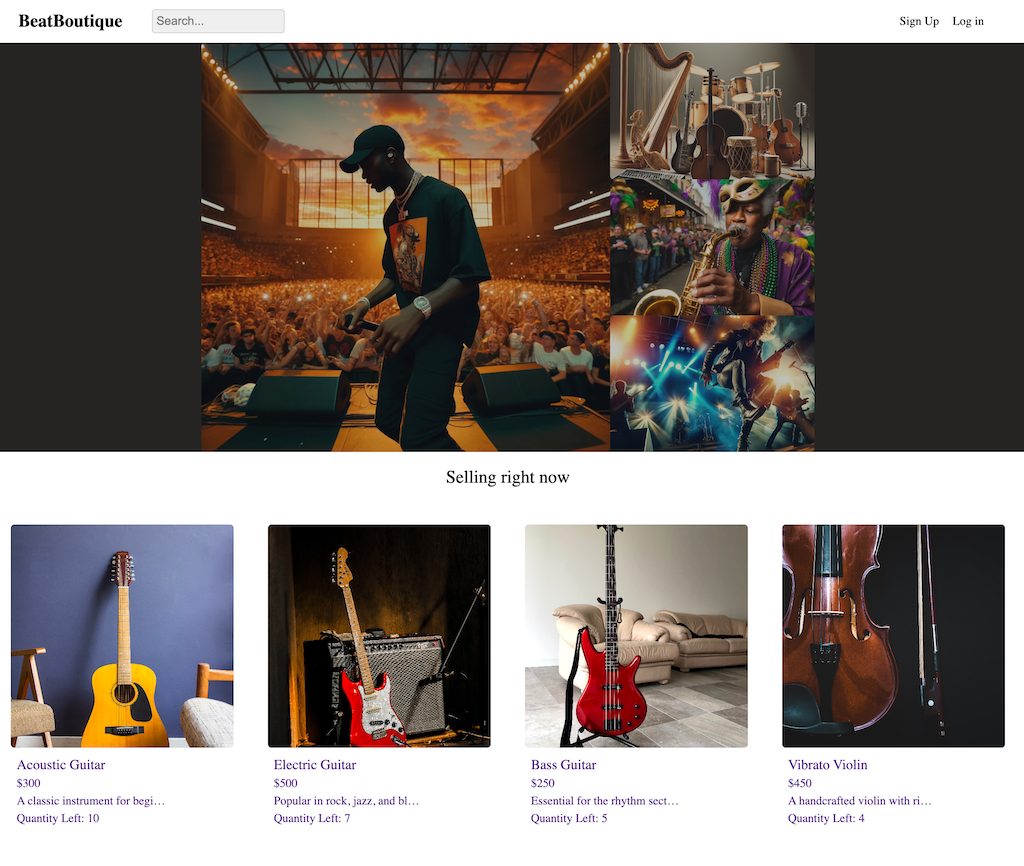 BeatBoutique
Search...
Sign Up
Log in
Selling right now
Acoustic Guitar
$300
A classic instrument for begi…
Quantity Left: 10
Electric Guitar
$500
Popular in rock, jazz, and bl…
Quantity Left: 7
Bass Guitar
$250
Essential for the rhythm sect…
Quantity Left: 5
Vibrato Violin
$450
A handcrafted violin with ri…
Quantity Left: 4